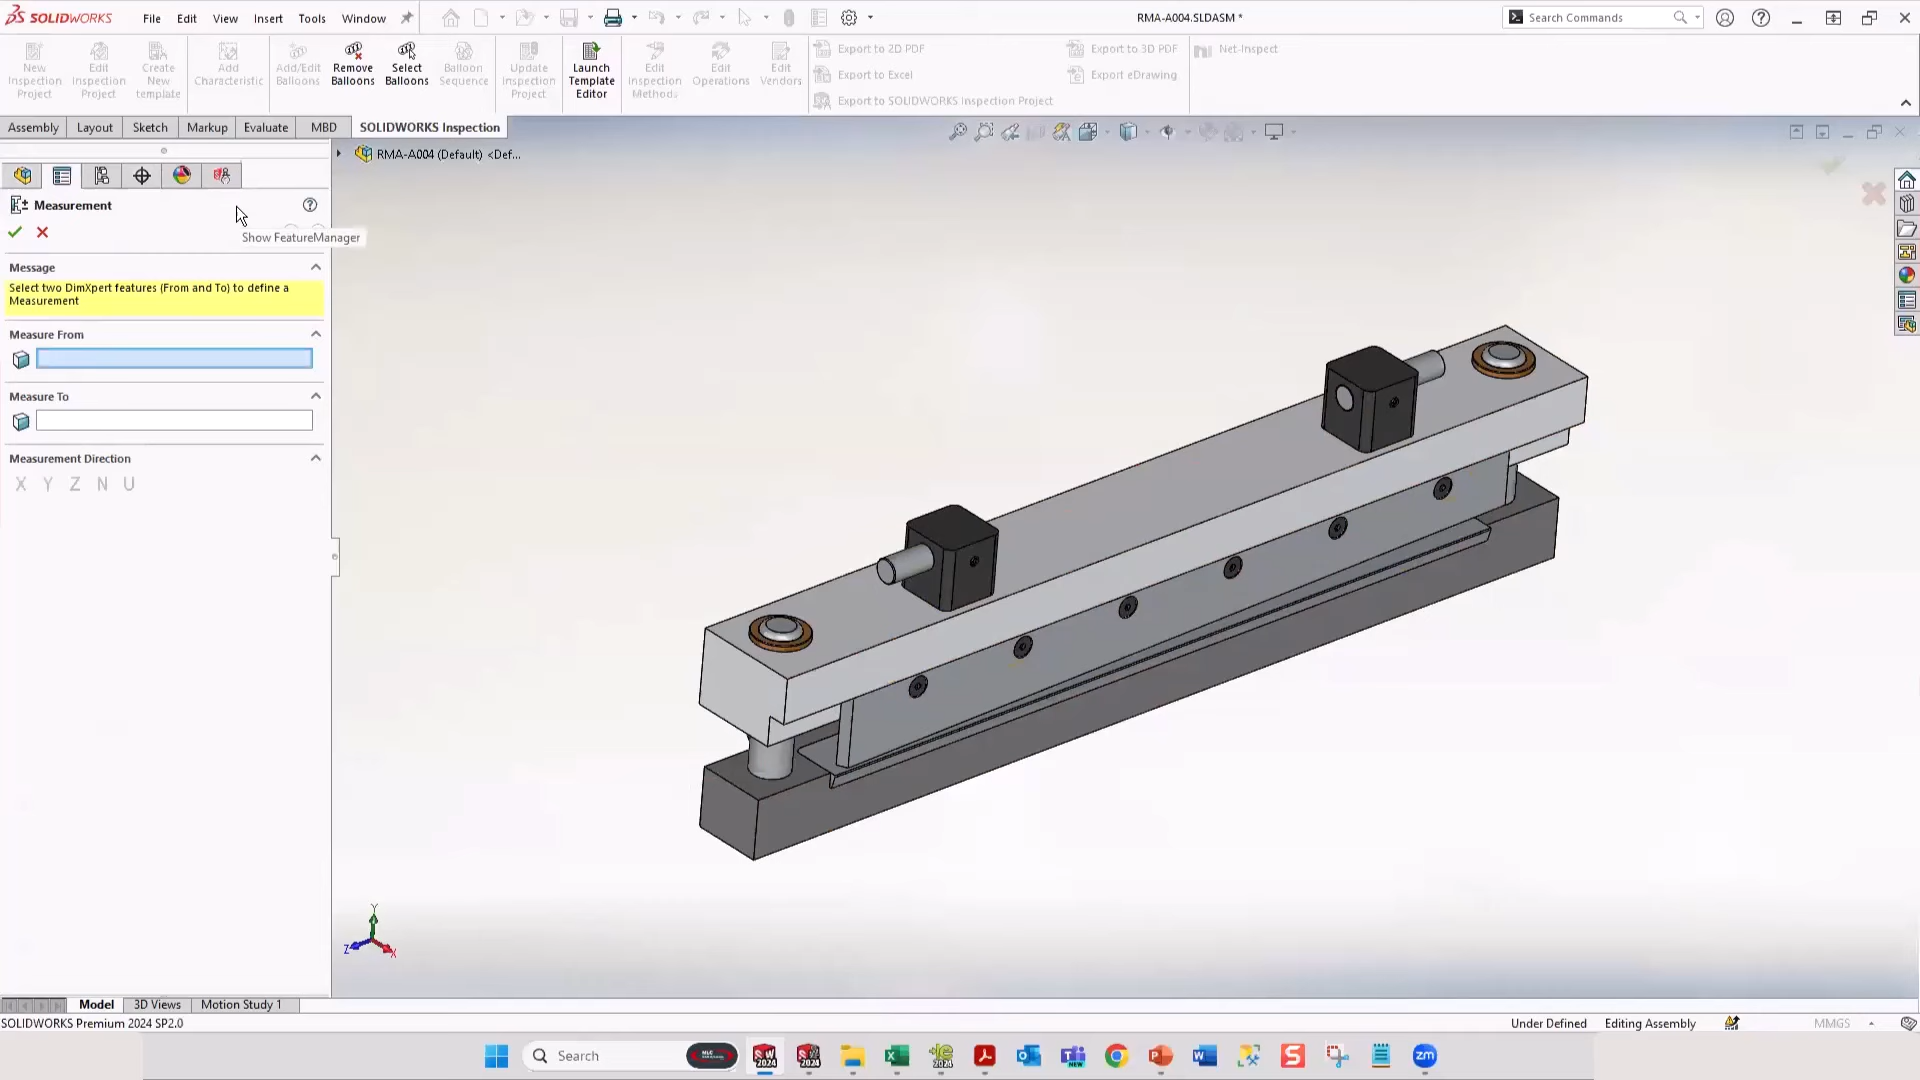 SOLIDWORKS
File Edit View Insert Tools Window
RMA-A004.SLDASM *
Search Commands
New Inspection Project
Edit Inspection Project
Create New template
Add Characteristic
Add/Edit Balloons
Remove Balloons
Select Balloons
Balloon Sequence
Update Inspection Project
Launch Template Editor
Edit Inspection Methods
Edit Operations
Edit Vendors
Export to 2D PDF
Export to Excel
Export to SOLIDWORKS Inspection Project
Export to 3D PDF
Export eDrawing
Net-Inspect
Assembly Layout Sketch Markup Evaluate MBD SOLIDWORKS Inspection
RMA-A004 (Default) <Def...
Measurement
Show FeatureManager
Message
Select two DimXpert features (From and To) to define a
Measurement
Measure From
Measure To
Measurement Direction
X Y Z N U
Y
Z
X
Model 3D Views Motion Study 1
SOLIDWORKS Premium 2024 SP2.0
Under Defined Editing Assembly MMGS
Search